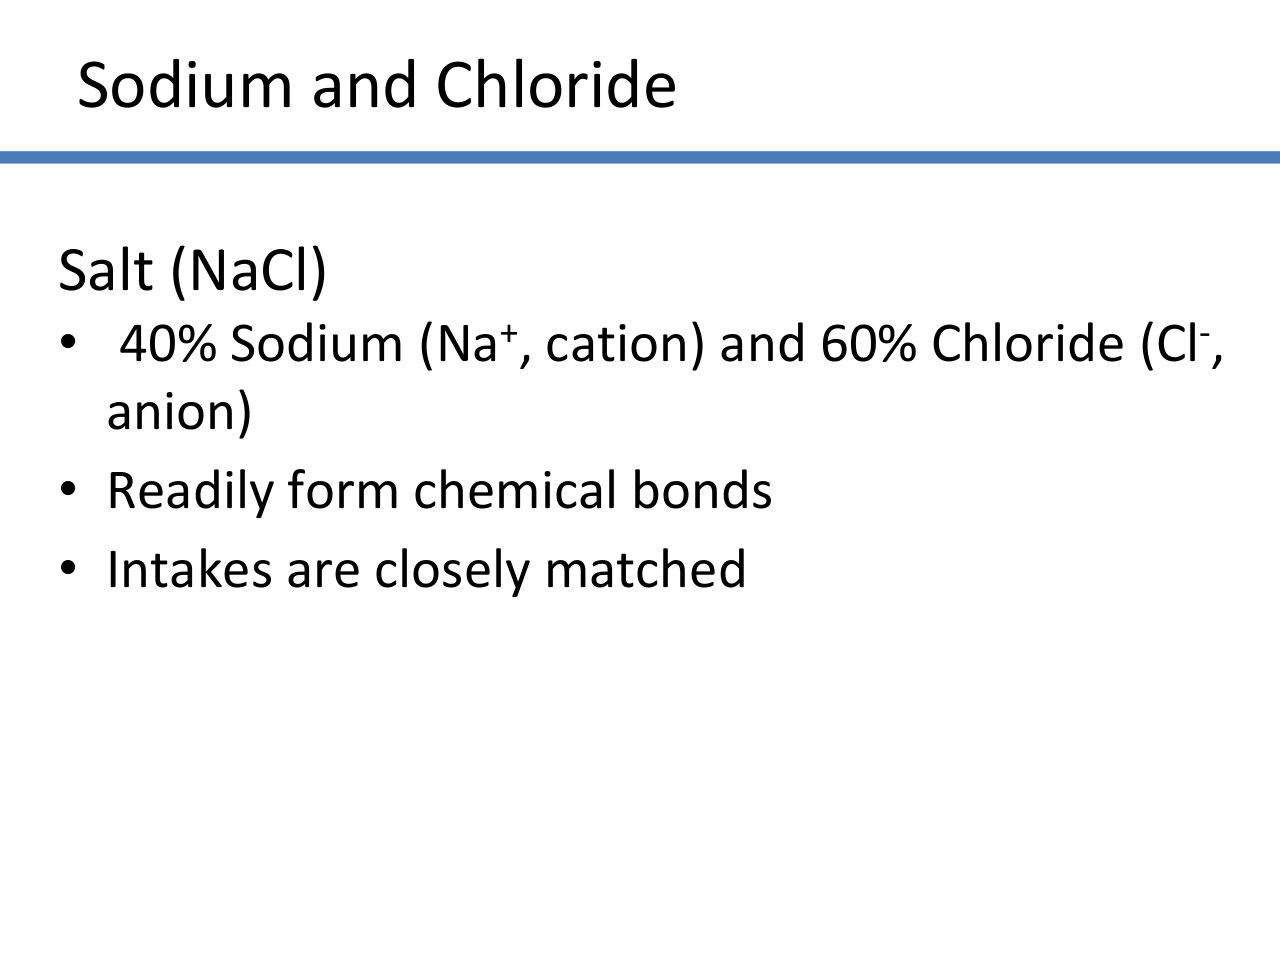 Sodium and Chloride
Salt (NaCl)
• 40% Sodium (Na⁺, cation) and 60% Chloride (Cl⁻,
anion)
• Readily form chemical bonds
• Intakes are closely matched